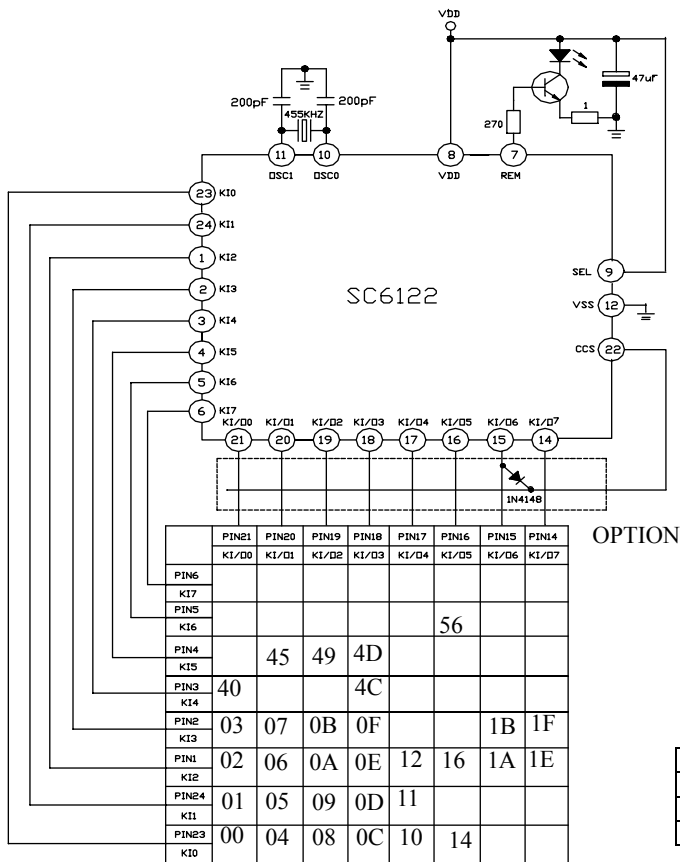 VDD
47uF
200pF 200pF
455KHZ
270
1
11 10 8 7
OSC1 OSC0 VDD REM
23 KI0
24 KI1
1 KI2
SEL 9
2 KI3
SC6122
VSS 12
3 KI4
4 KI5
CCS 22
5 KI6
6 KI7
KI/O0 KI/O1 KI/O2 KI/O3 KI/O4 KI/O5 KI/O6 KI/O7
21 20 19 18 17 16 15 14
1N4148
OPTION
PIN21 PIN20 PIN19 PIN18 PIN17 PIN16 PIN15 PIN14
KI/O0 KI/O1 KI/O2 KI/O3 KI/O4 KI/O5 KI/O6 KI/O7
PIN6
KI7
PIN5
KI6 56
PIN4 45 49 4D
KI5
PIN3 40 4C
KI4
PIN2 03 07 0B 0F 1B 1F
KI3
PIN1 02 06 0A 0E 12 16 1A 1E
KI2
PIN24 01 05 09 0D 11
KI1
PIN23 00 04 08 0C 10 14
KI0